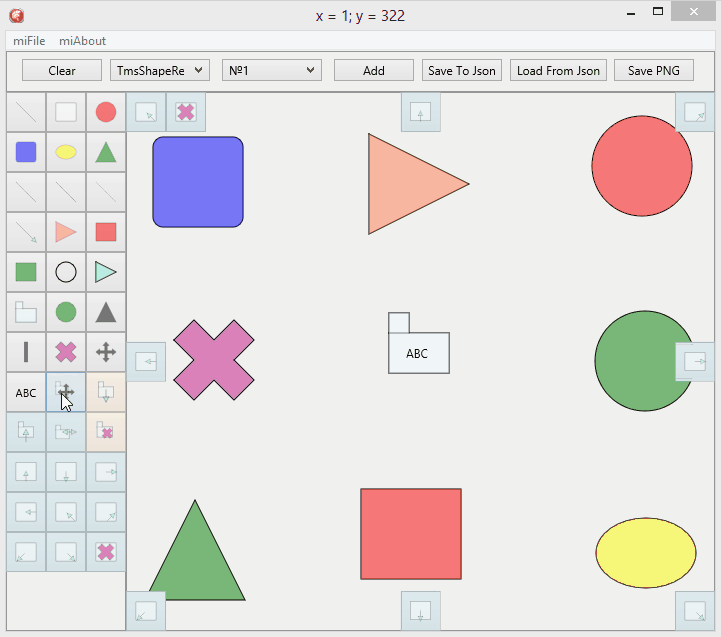 x = 1; y = 322
miFile miAbout
Clear TmsShapeRe №1 Add Save To Json Load From Json Save PNG
ABC
ABC